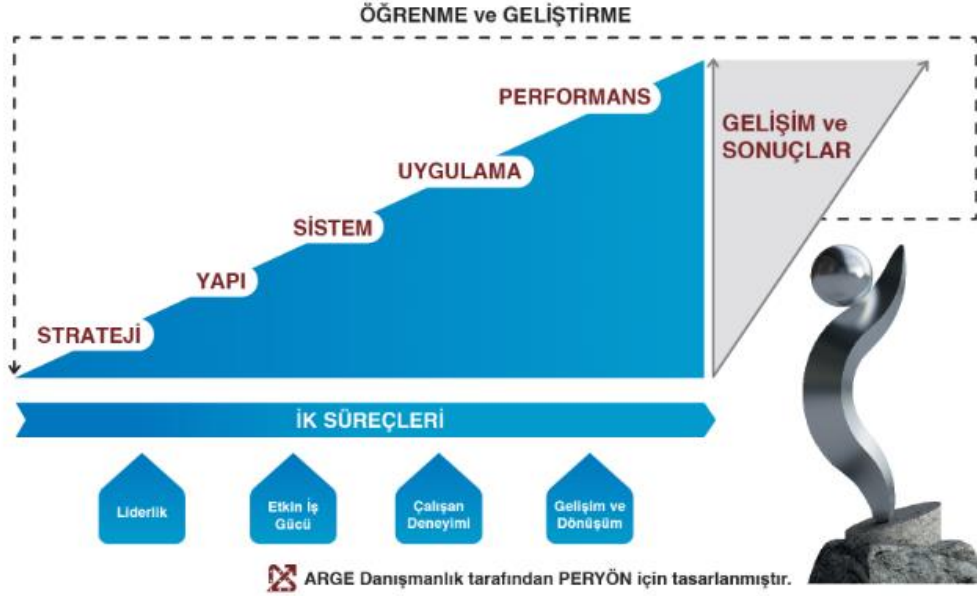 ÖĞRENME ve GELİŞTİRME
PERFORMANS
GELİŞİM ve
SONUÇLAR
UYGULAMA
SİSTEM
YAPI
STRATEJİ
İK SÜREÇLERİ
Liderlik
Etkin İş
Gücü
Çalışan
Deneyimi
Gelişim ve
Dönüşüm
ARGE Danışmanlık tarafından PERYÖN için tasarlanmıştır.